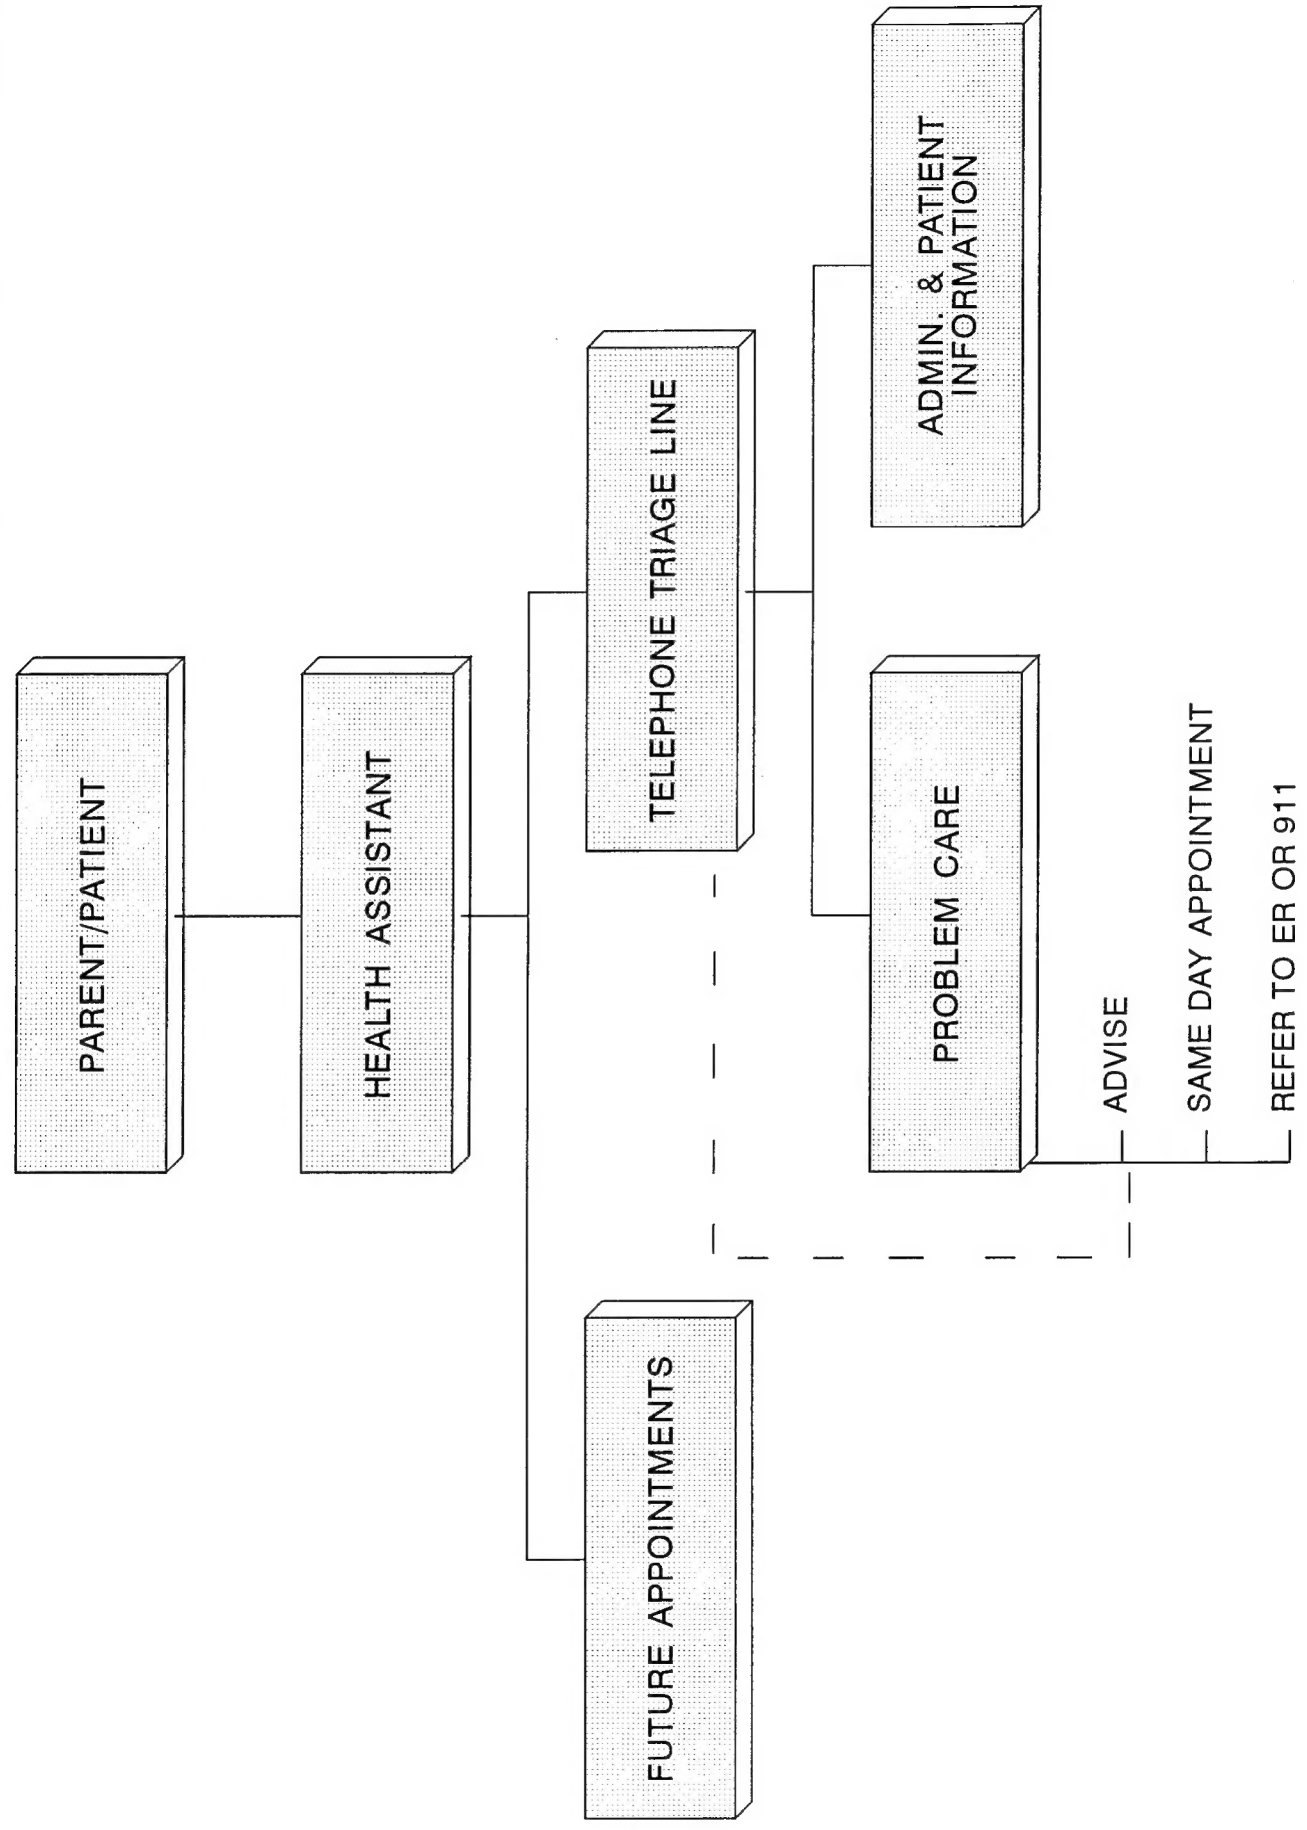 PARENT/PATIENT
HEALTH ASSISTANT
FUTURE APPOINTMENTS
TELEPHONE TRIAGE LINE
PROBLEM CARE
ADMIN. & PATIENT
INFORMATION
ADVISE
SAME DAY APPOINTMENT
REFER TO ER OR 911